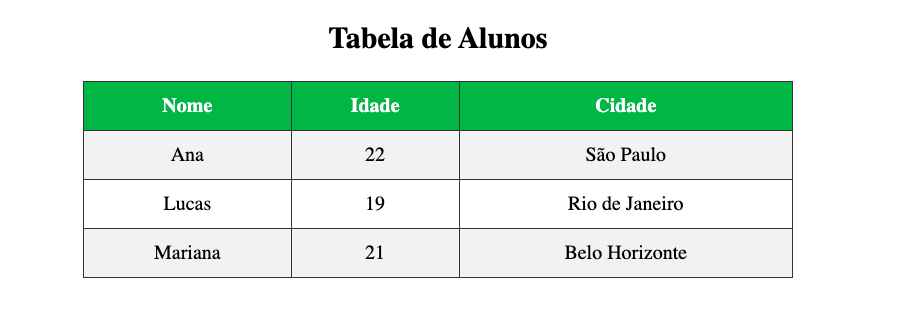 Tabela de Alunos
Nome Idade Cidade
Ana 22 São Paulo
Lucas 19 Rio de Janeiro
Mariana 21 Belo Horizonte